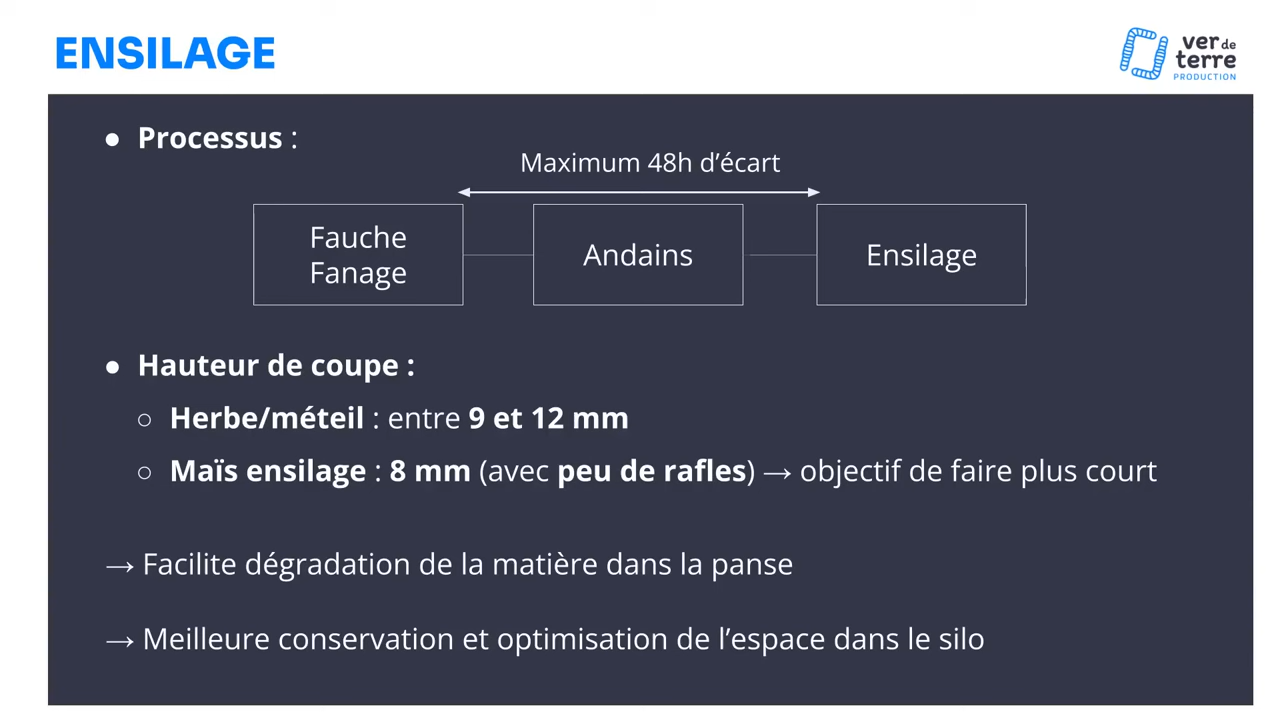 ENSILAGE
ver de
terre
PRODUCTION
● Processus :
Maximum 48h d’écart
Fauche
Fanage
Andains
Ensilage
● Hauteur de coupe :
○ Herbe/méteil : entre 9 et 12 mm
○ Maïs ensilage : 8 mm (avec peu de rafles) → objectif de faire plus court
→ Facilite dégradation de la matière dans la panse
→ Meilleure conservation et optimisation de l’espace dans le silo